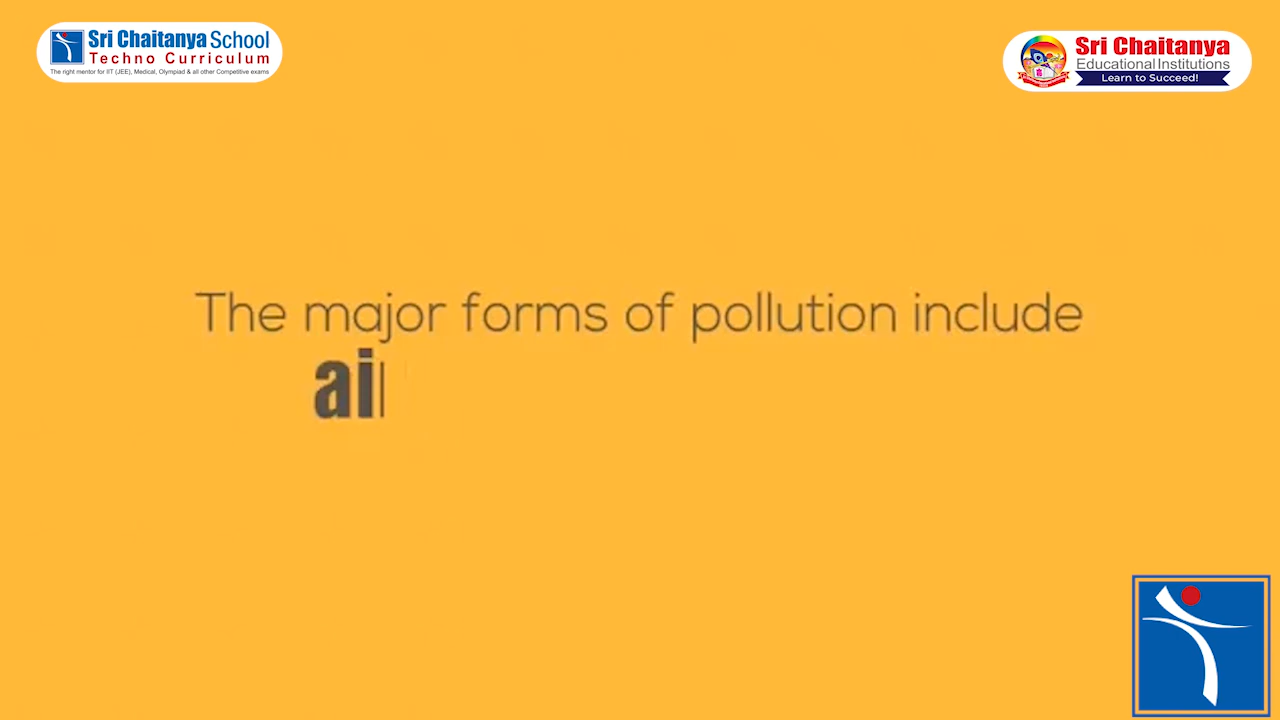 Sri Chaitanya School
Techno Curriculum
The right mentor for IIT (JEE), Medical, Olympiad & all other Competitive exams
Sri Chaitanya
Educational Institutions
Learn to Succeed!
The major forms of pollution include